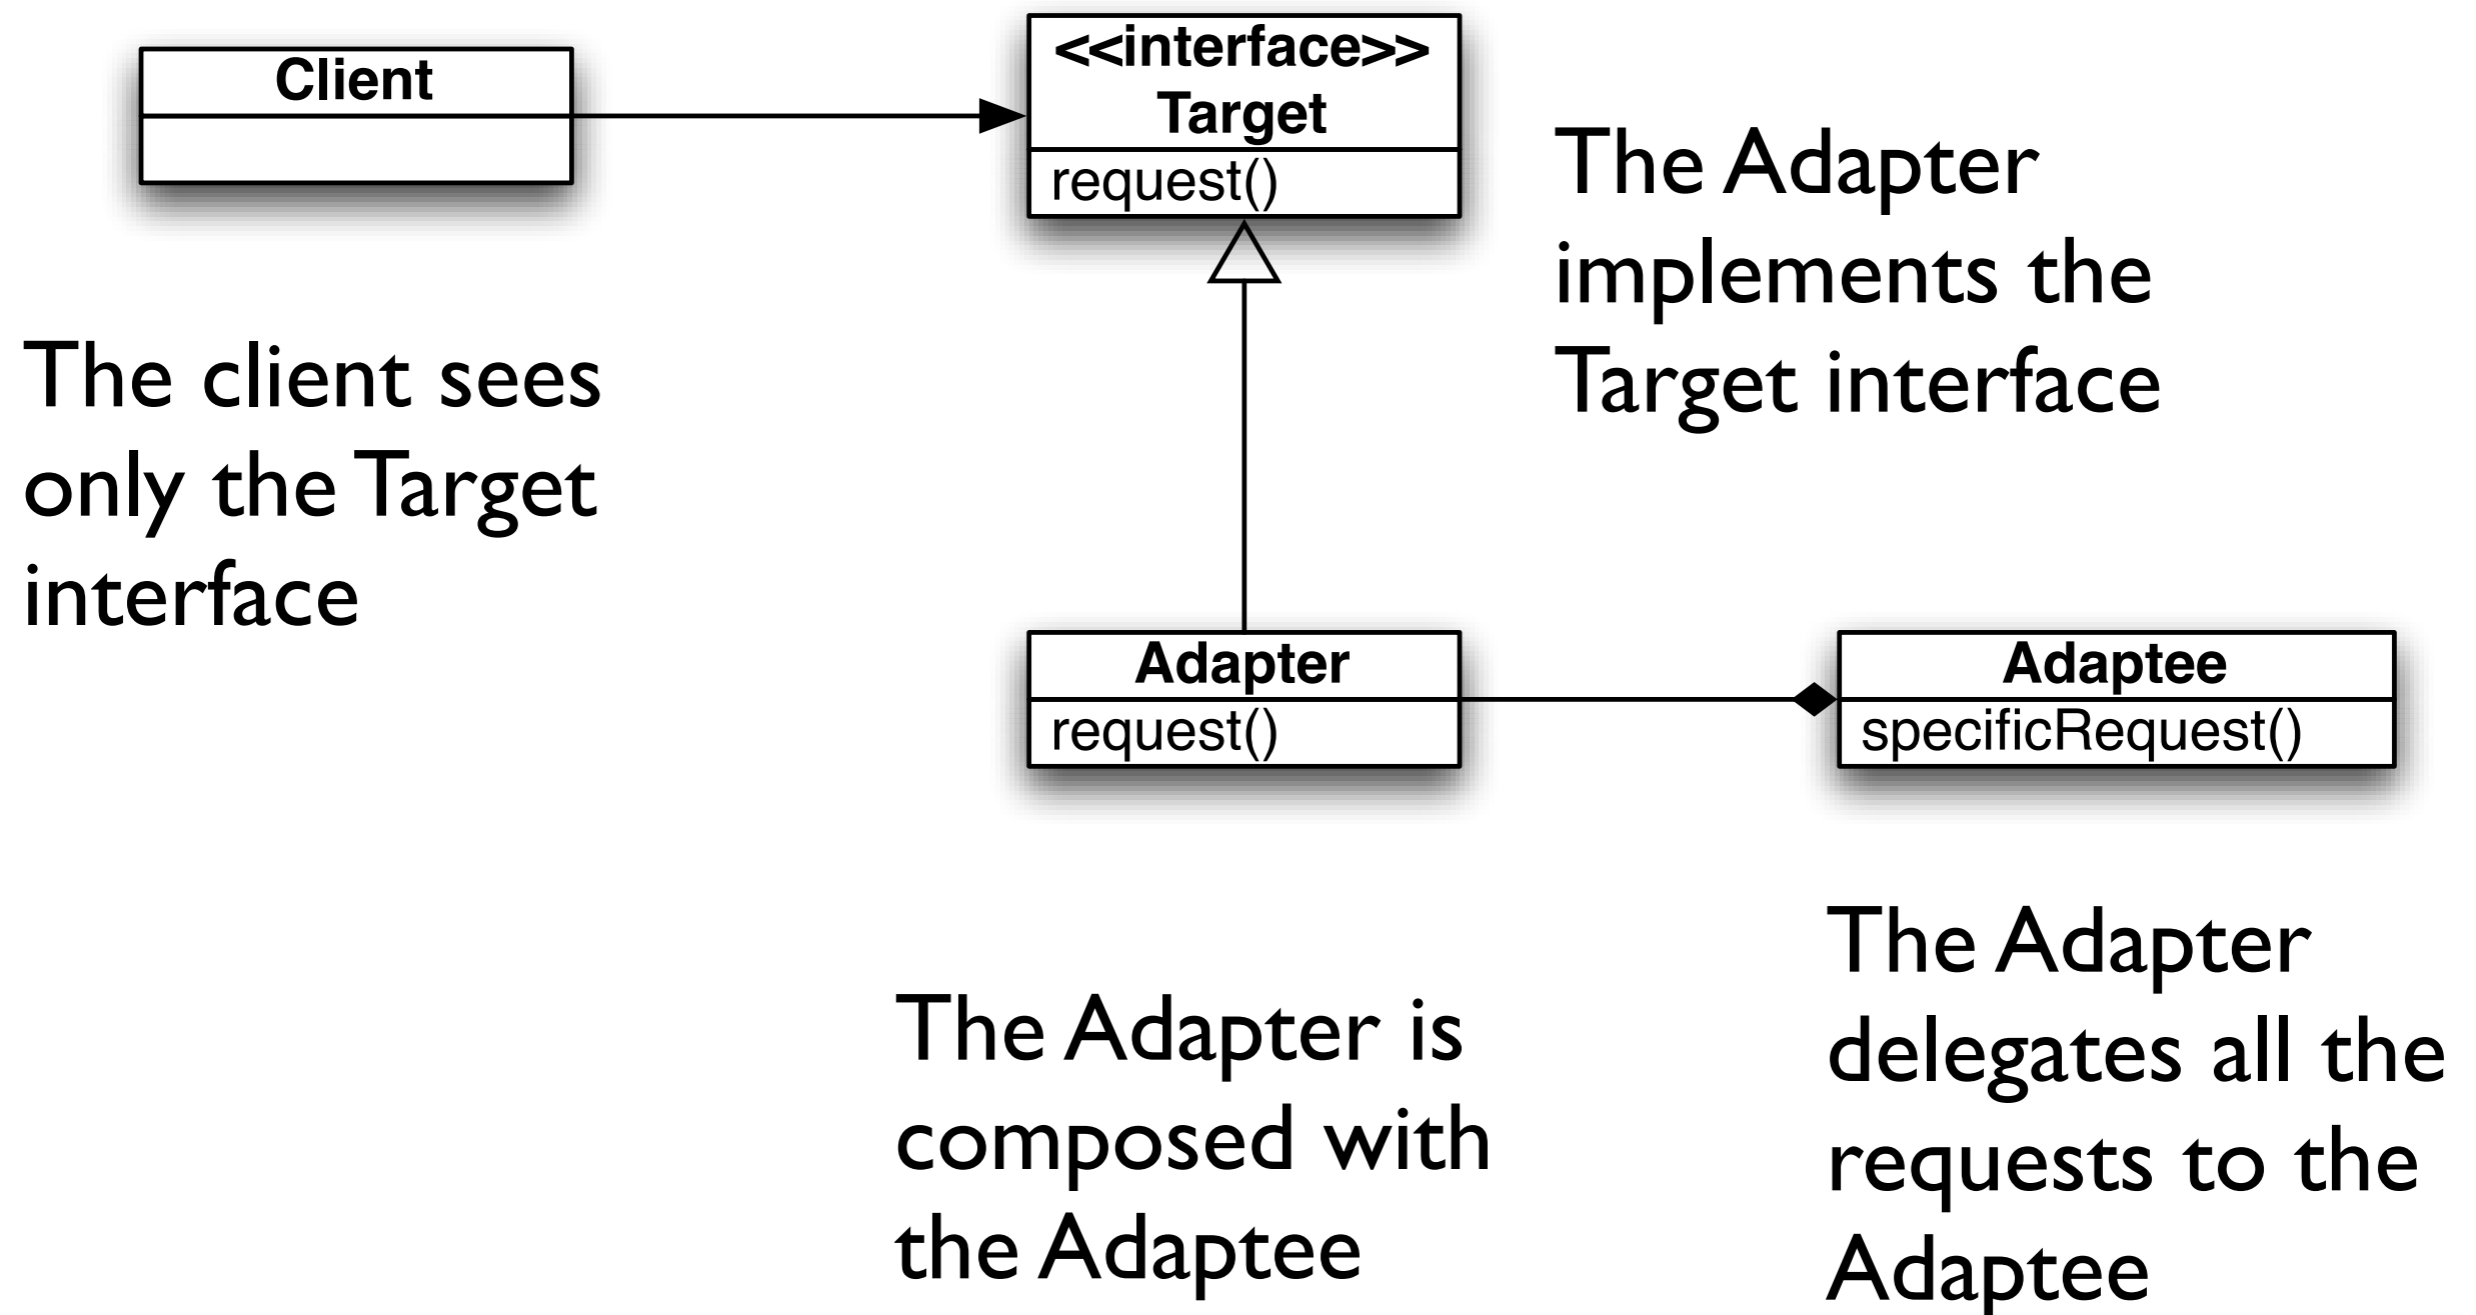 Client
<<interface>>
Target
request()
The Adapter
implements the
Target interface
The client sees
only the Target
interface
Adapter
request()
Adaptee
specificRequest()
The Adapter is
composed with
the Adaptee
The Adapter
delegates all the
requests to the
Adaptee